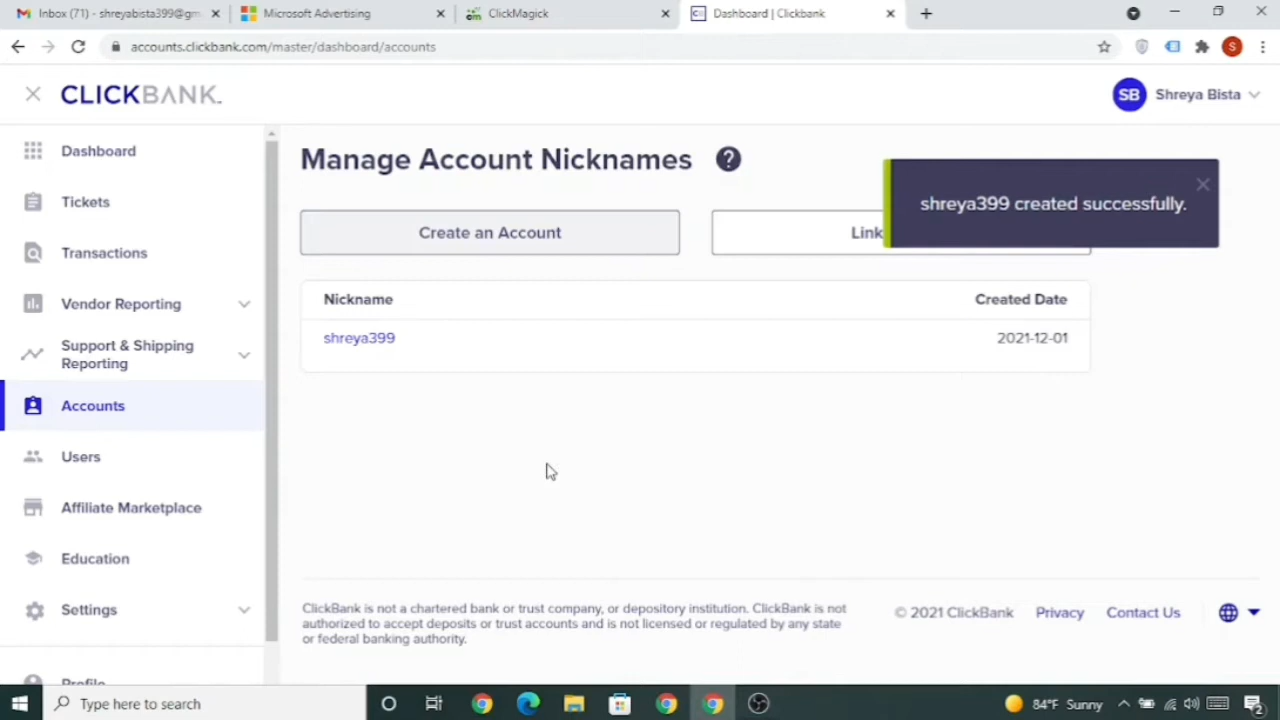 Inbox (71) - shreyabista399@gm
Microsoft Advertising
ClickMagick
Dashboard | Clickbank
accounts.clickbank.com/master/dashboard/accounts
S
CLICKBANK
SB
Shreya Bista
Dashboard
Tickets
Transactions
Vendor Reporting
Support & Shipping
Reporting
Accounts
Users
Affiliate Marketplace
Education
Settings
Profile
Manage Account Nicknames
shreya399 created successfully.
Create an Account
Link
Nickname
Created Date
shreya399
2021-12-01
ClickBank is not a chartered bank or trust company, or depository institution. ClickBank is not
authorized to accept deposits or trust accounts and is not licensed or regulated by any state
or federal banking authority.
© 2021 ClickBank
Privacy
Contact Us
Type here to search
84°F Sunny
2